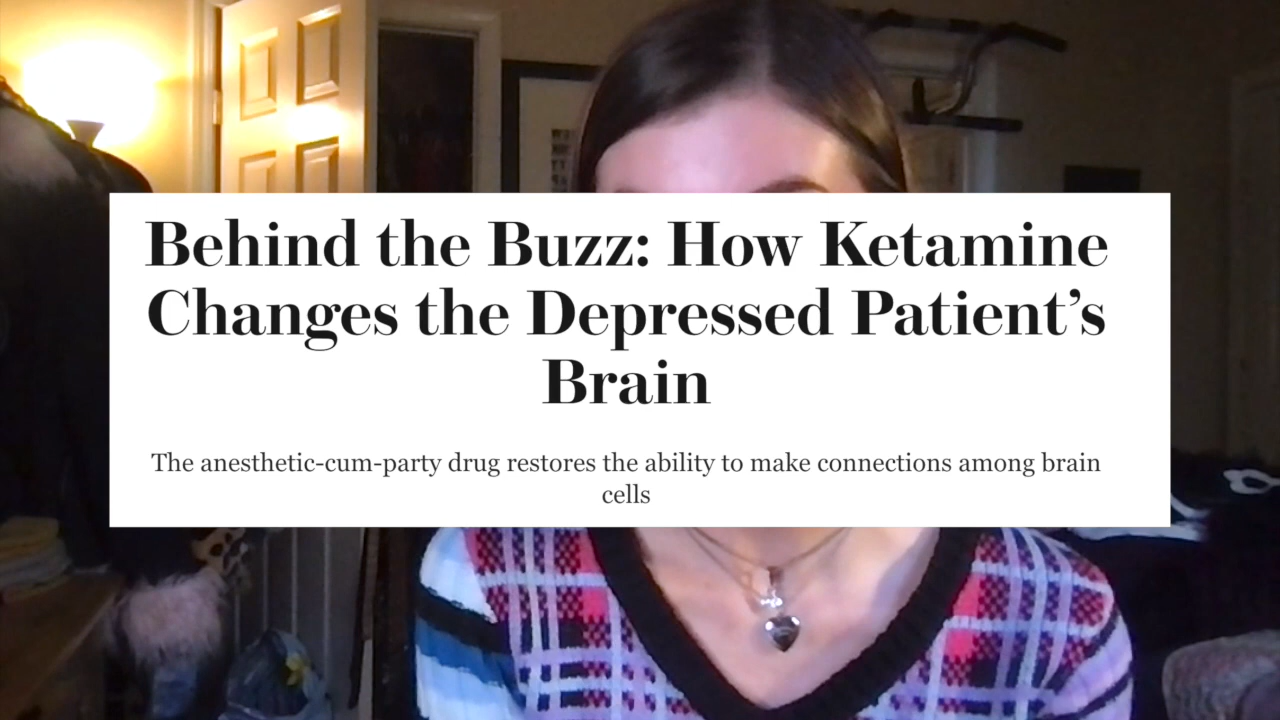 Behind the Buzz: How Ketamine
Changes the Depressed Patient’s
Brain
The anesthetic-cum-party drug restores the ability to make connections among brain
cells